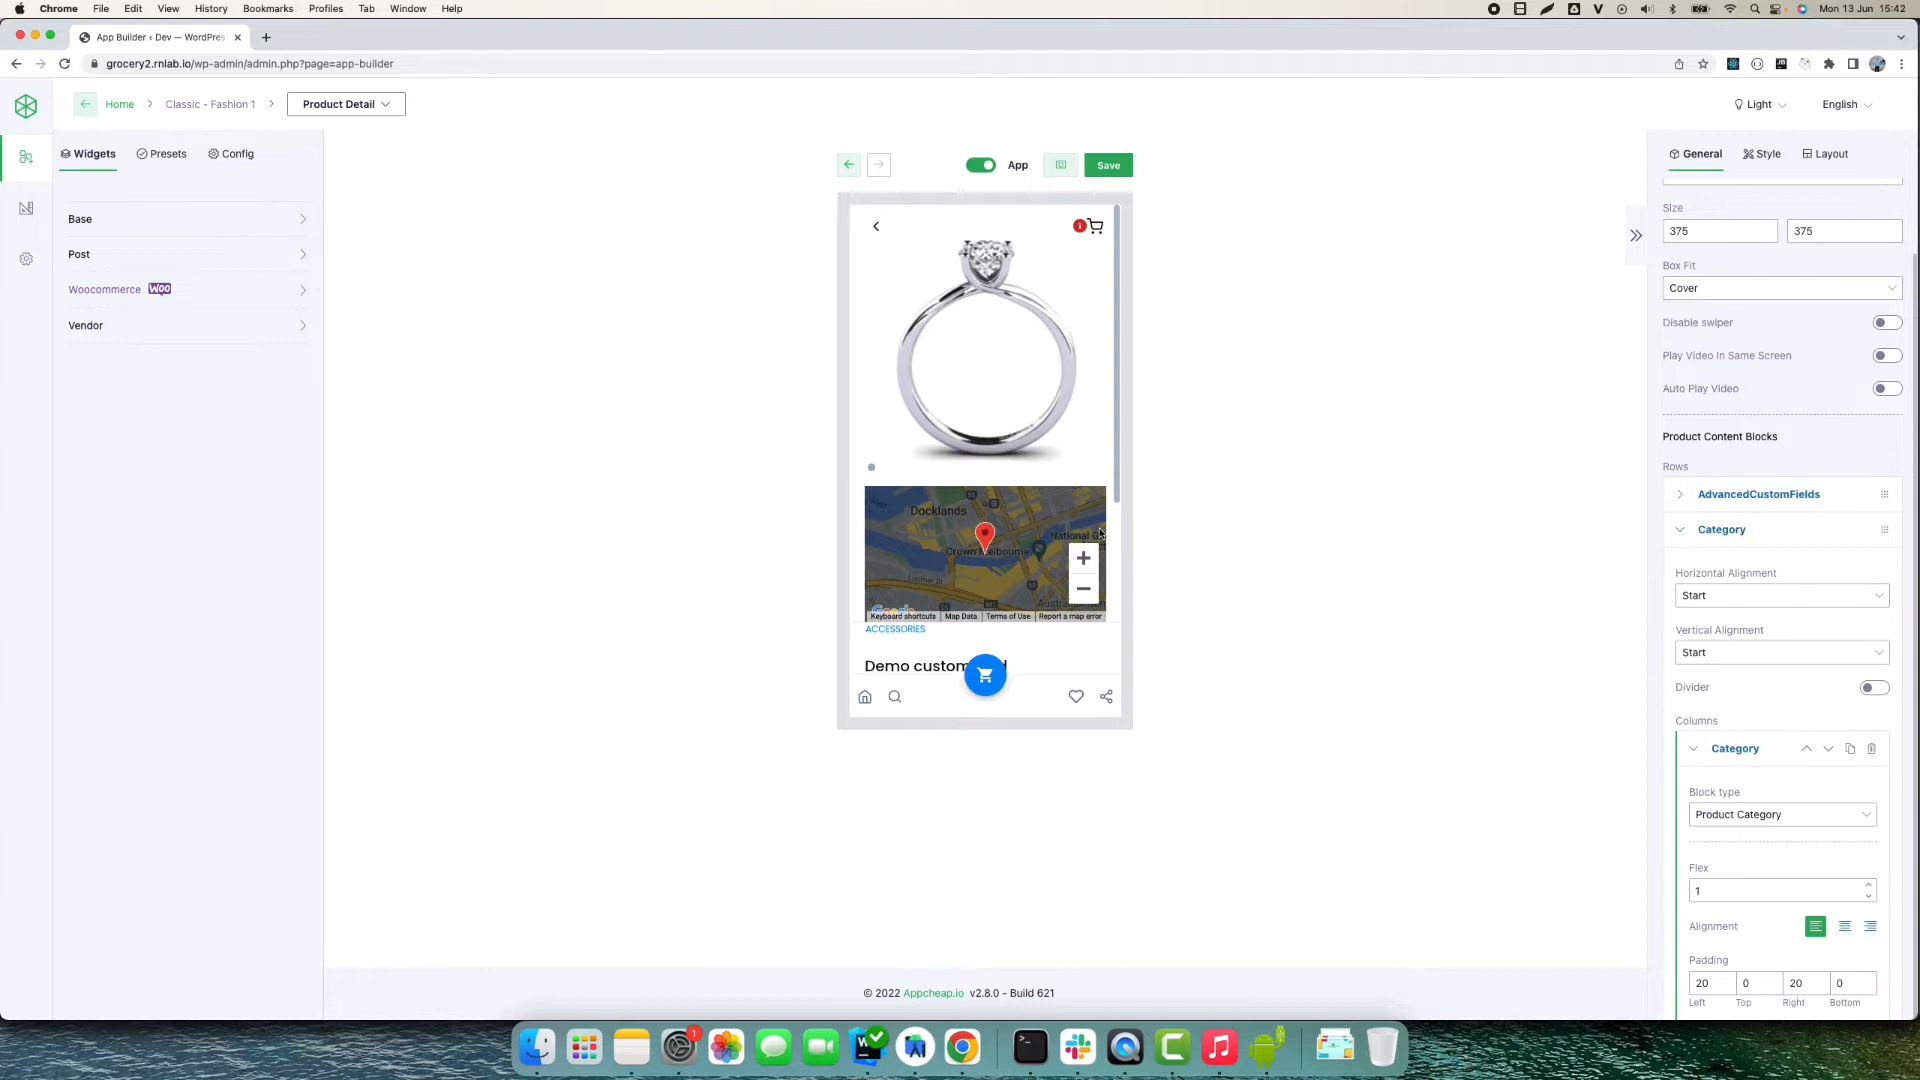 Chrome File Edit View History Bookmarks Profiles Tab Window Help
Mon 13 Jun 15:42
App Builder ‹ Dev — WordPres
grocery2.rnlab.io/wp-admin/admin.php?page=app-builder
Home
Classic - Fashion 1
Product Detail
Light
English
Widgets
Presets
Config
Base
Post
Woocommerce Woo
Vendor
App
Save
1
Docklands
Crown Melbourne
National G
Lorimer St
Google
Keyboard shortcuts
Map Data
Terms of Use
Report a map error
ACCESSORIES
Demo custom
General
Style
Layout
Size
375
375
Box Fit
Cover
Disable swiper
Play Video In Same Screen
Auto Play Video
Product Content Blocks
Rows
AdvancedCustomFields
Category
Horizontal Alignment
Start
Vertical Alignment
Start
Divider
Columns
Category
Block type
Product Category
Flex
1
Alignment
Padding
20
0
20
0
Left
Top
Right
Bottom
© 2022 Appcheap.io v2.8.0 - Build 621
1